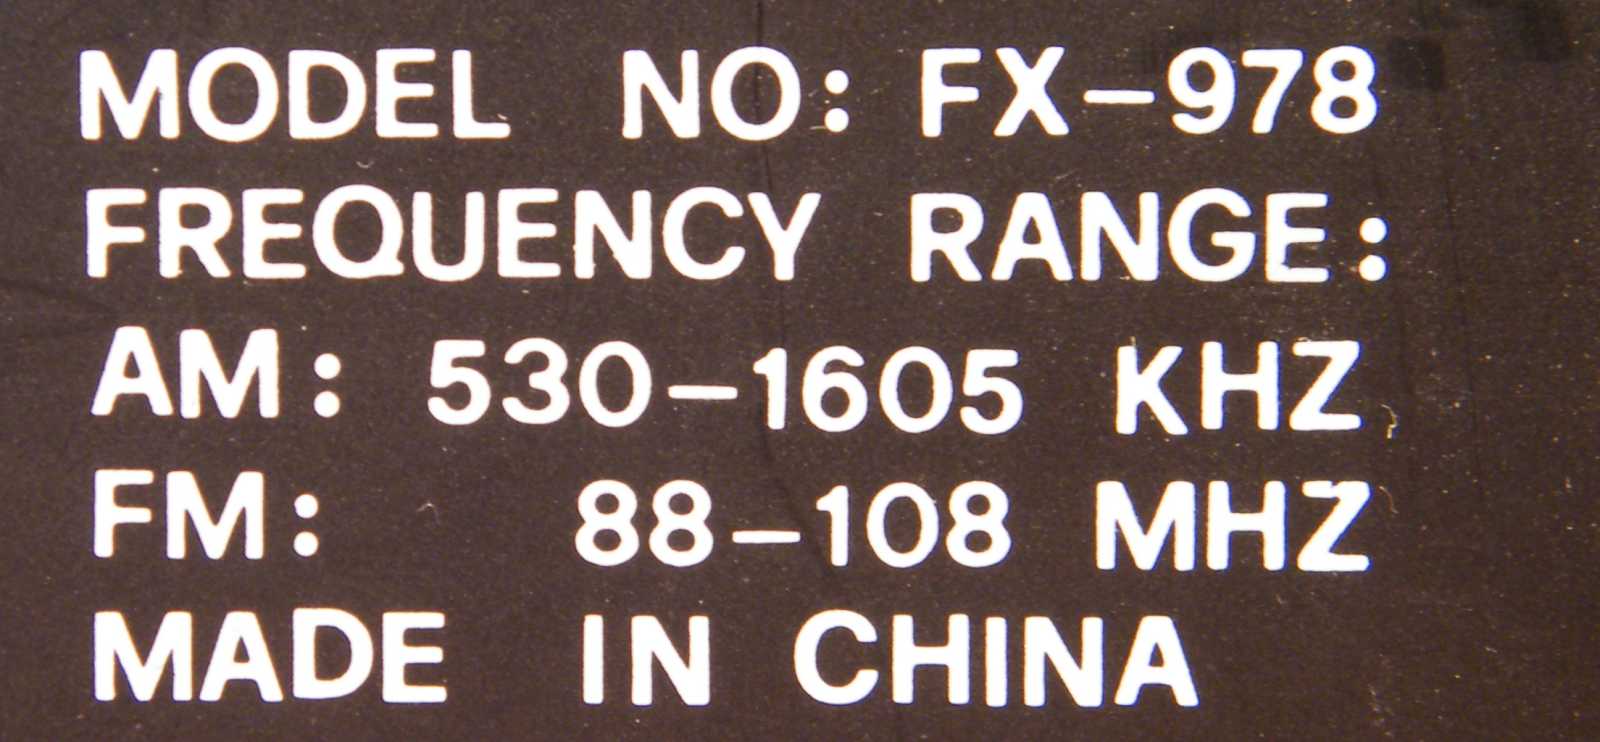 MODEL NO: FX-978
FREQUENCY RANGE:
AM: 530-1605 KHZ
FM: 88-108 MHZ
MADE IN CHINA